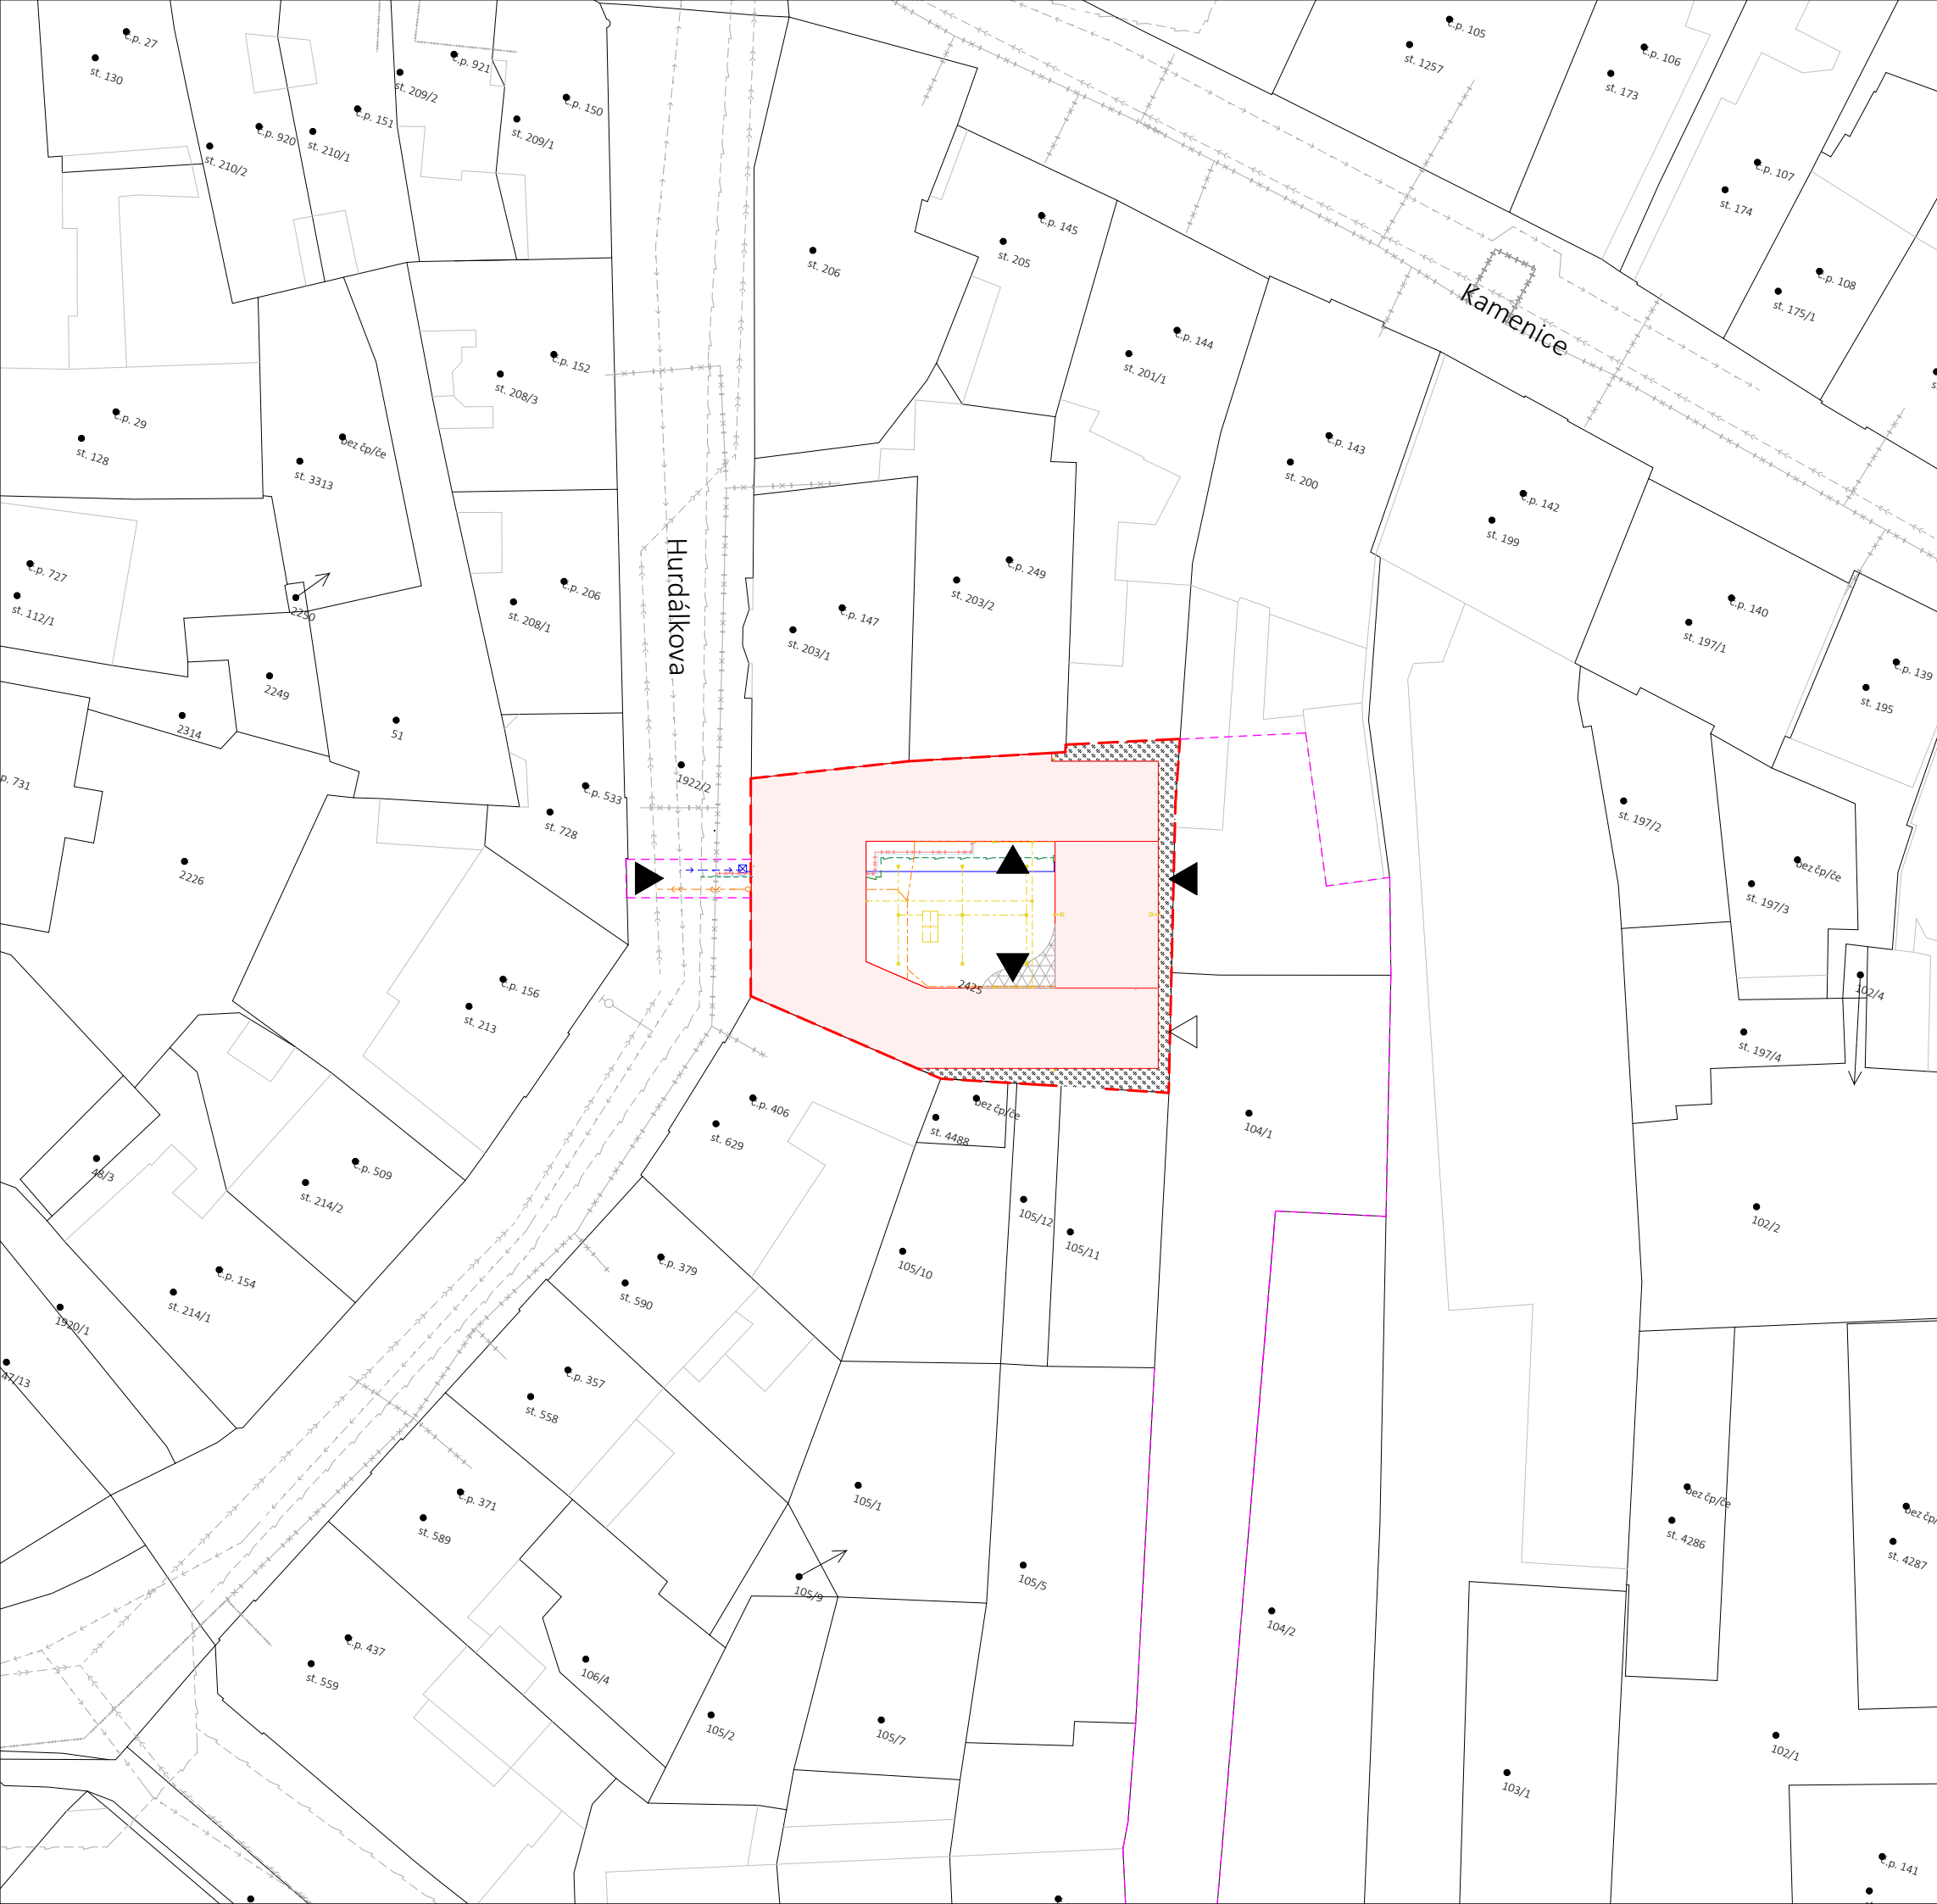 č.p. 27
st. 130
č.p. 921
st. 209/2
č.p. 150
č.p. 151
st. 209/1
č.p. 920
st. 210/1
st. 210/2
č.p. 105
st. 1257
č.p. 106
st. 173
č.p. 107
st. 174
č.p. 108
st. 175/1
č.p. 145
st. 205
st. 206
Kamenice
č.p. 144
st. 201/1
č.p. 152
st. 208/3
č.p. 29
st. 128
bez čp/če
st. 3313
č.p. 143
st. 200
č.p. 142
st. 199
č.p. 727
st. 112/1
2250
č.p. 206
st. 208/1
Hurdálkova
č.p. 249
st. 203/2
č.p. 147
st. 203/1
č.p. 140
st. 197/1
č.p. 139
st. 195
2249
2314
51
1922/2
č.p. 533
st. 728
p. 731
2226
st. 197/2
bez čp/če
st. 197/3
102/4
st. 197/4
č.p. 156
st. 213
2425
č.p. 406
st. 629
bez čp/če
st. 4488
104/1
č.p. 509
st. 214/2
48/3
105/12
105/11
105/10
102/2
č.p. 379
st. 590
č.p. 154
st. 214/1
1920/1
47/13
č.p. 357
st. 558
č.p. 371
st. 589
105/1
105/9
105/5
bez čp/če
st. 4286
bez čp/
st. 4287
104/2
č.p. 437
st. 559
106/4
105/2
105/7
102/1
103/1
č.p. 141